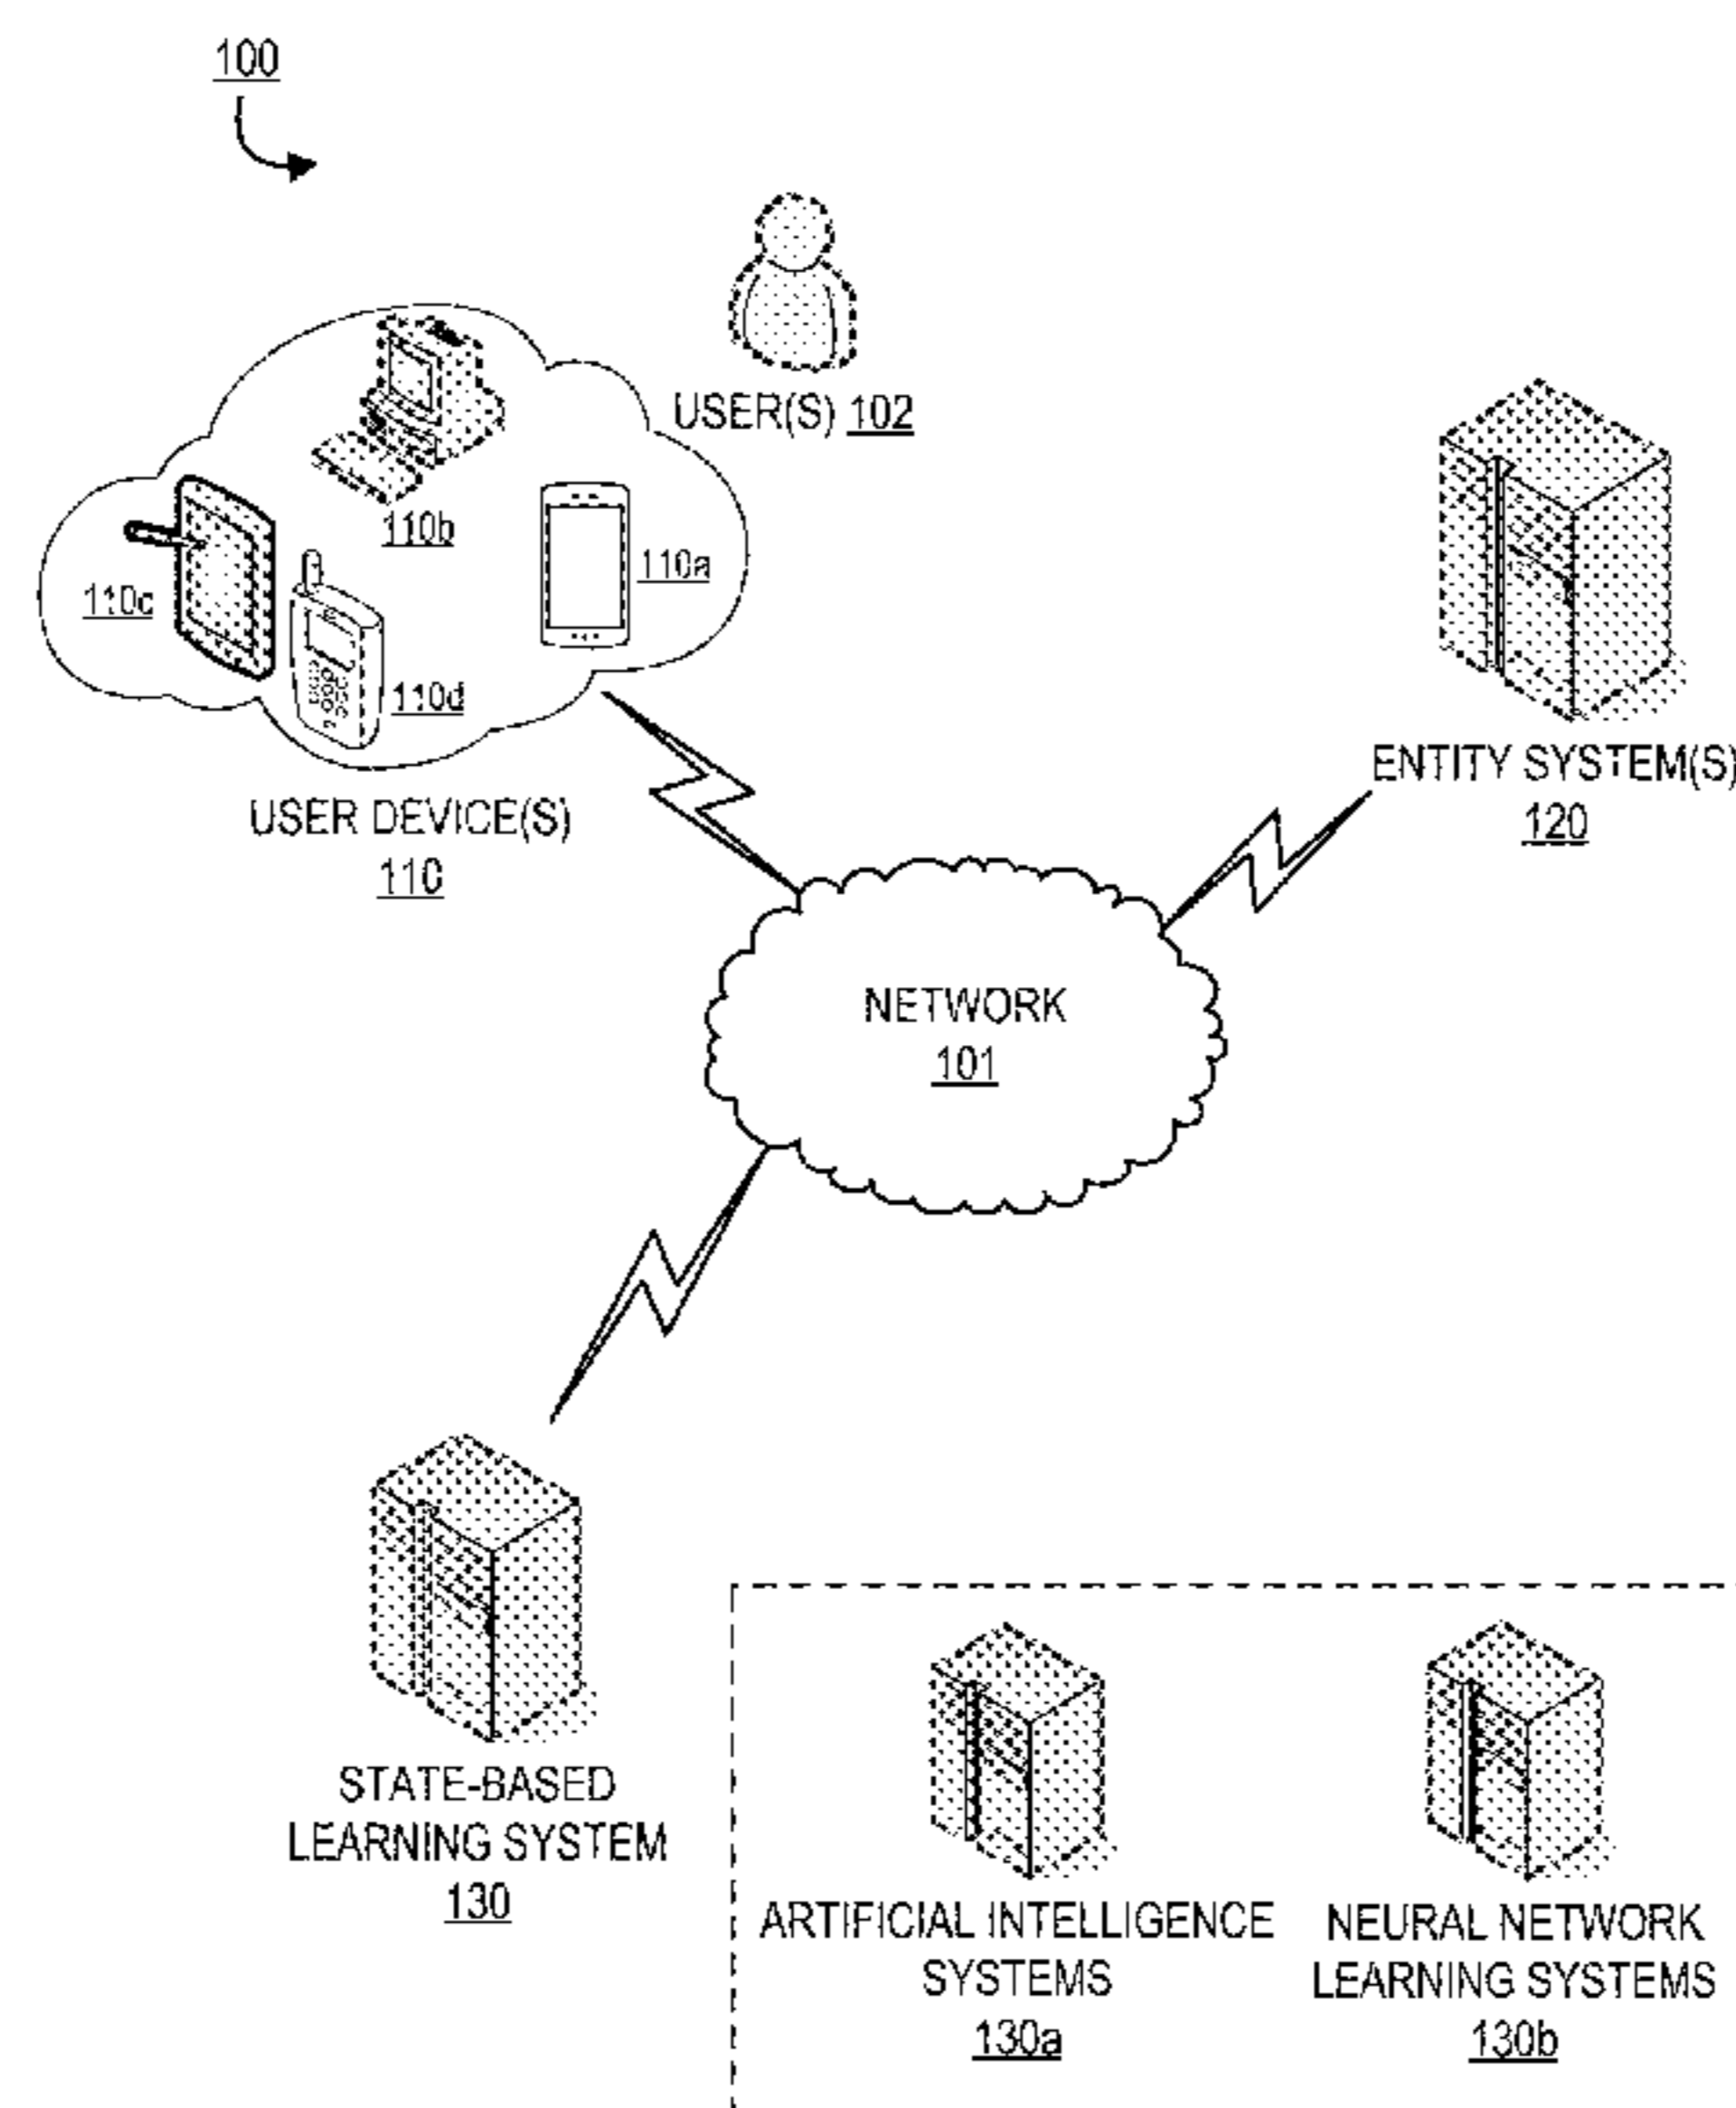 100
USER(S) 102
110b
110a
110c
110d
USER DEVICE(S)
110
ENTITY SYSTEM(S)
120
NETWORK
101
STATE-BASED
LEARNING SYSTEM
130
ARTIFICIAL INTELLIGENCE
SYSTEMS
130a
NEURAL NETWORK
LEARNING SYSTEMS
130b